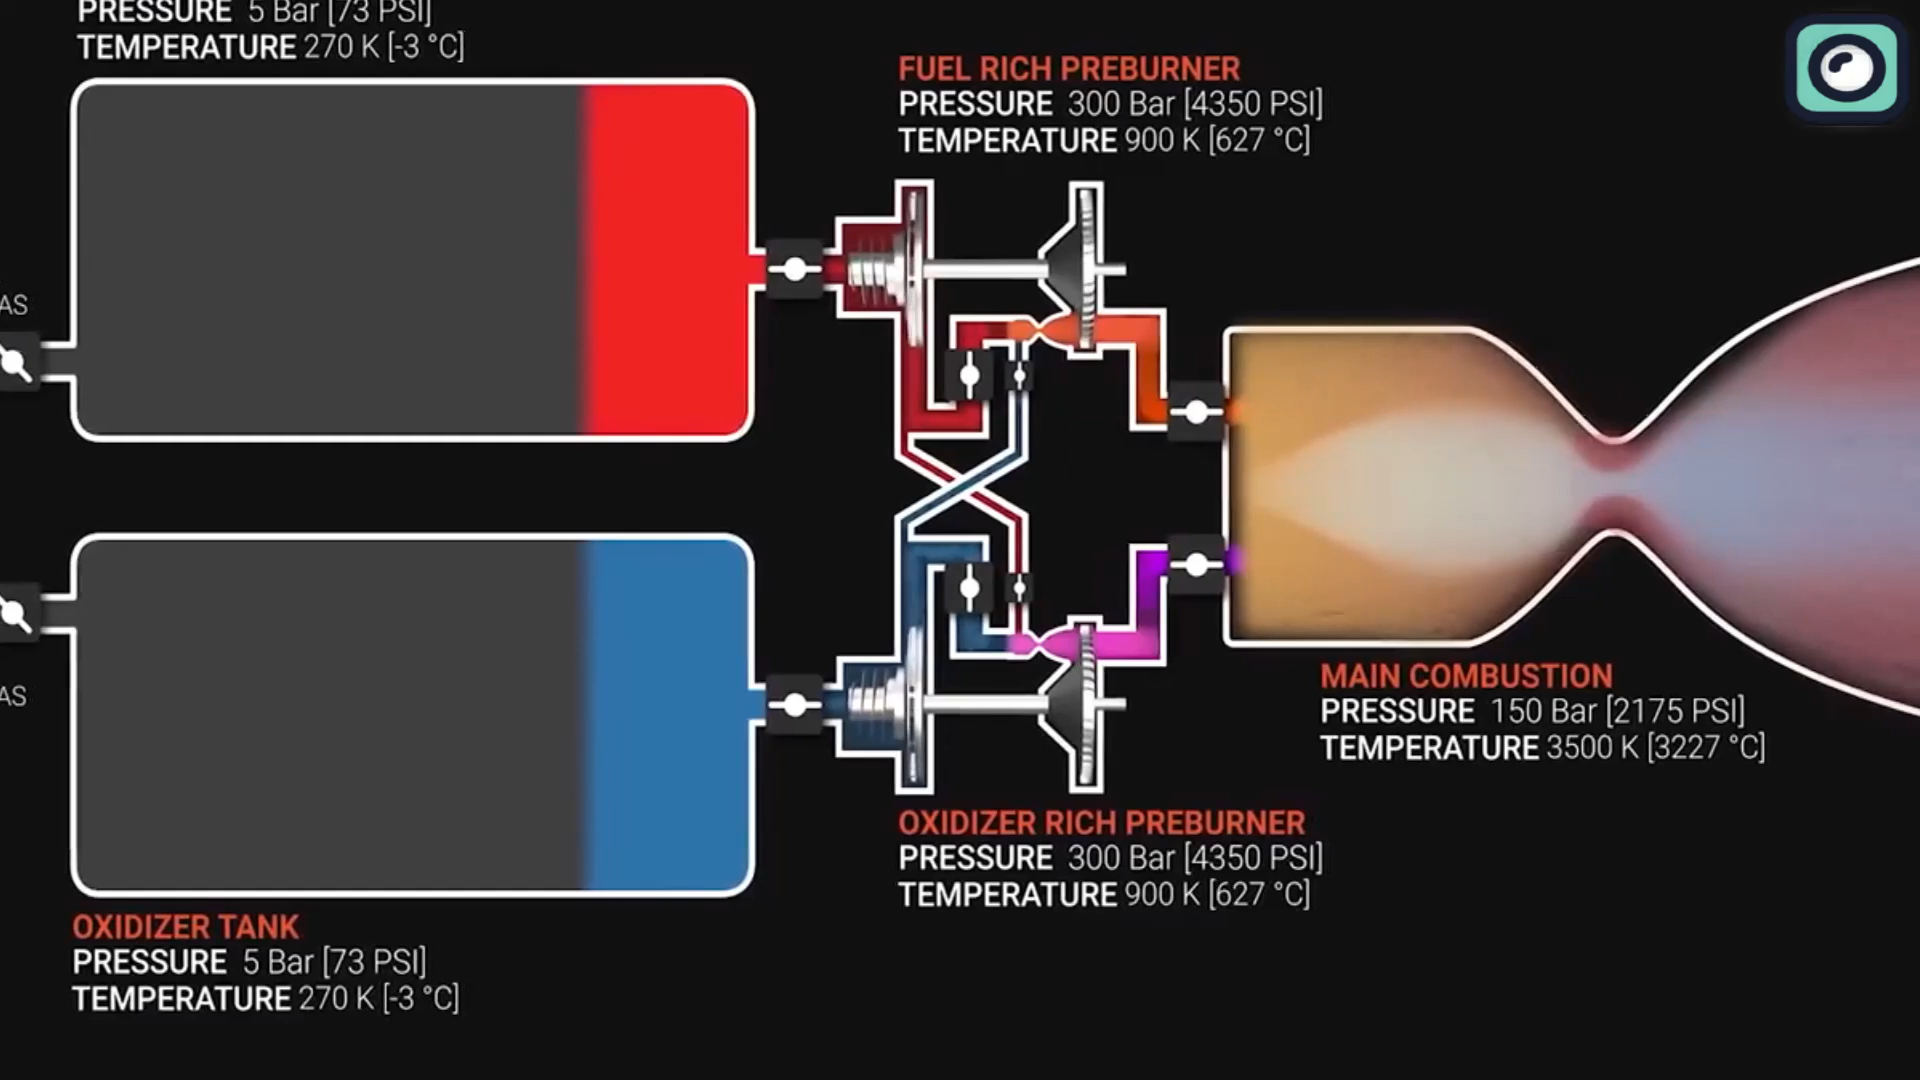 PRESSURE 5 Bar [73 PSI]
TEMPERATURE 270 K [-3 °C]
FUEL RICH PREBURNER
PRESSURE 300 Bar [4350 PSI]
TEMPERATURE 900 K [627 °C]
AS
AS
MAIN COMBUSTION
PRESSURE 150 Bar [2175 PSI]
TEMPERATURE 3500 K [3227 °C]
OXIDIZER RICH PREBURNER
PRESSURE 300 Bar [4350 PSI]
TEMPERATURE 900 K [627 °C]
OXIDIZER TANK
PRESSURE 5 Bar [73 PSI]
TEMPERATURE 270 K [-3 °C]